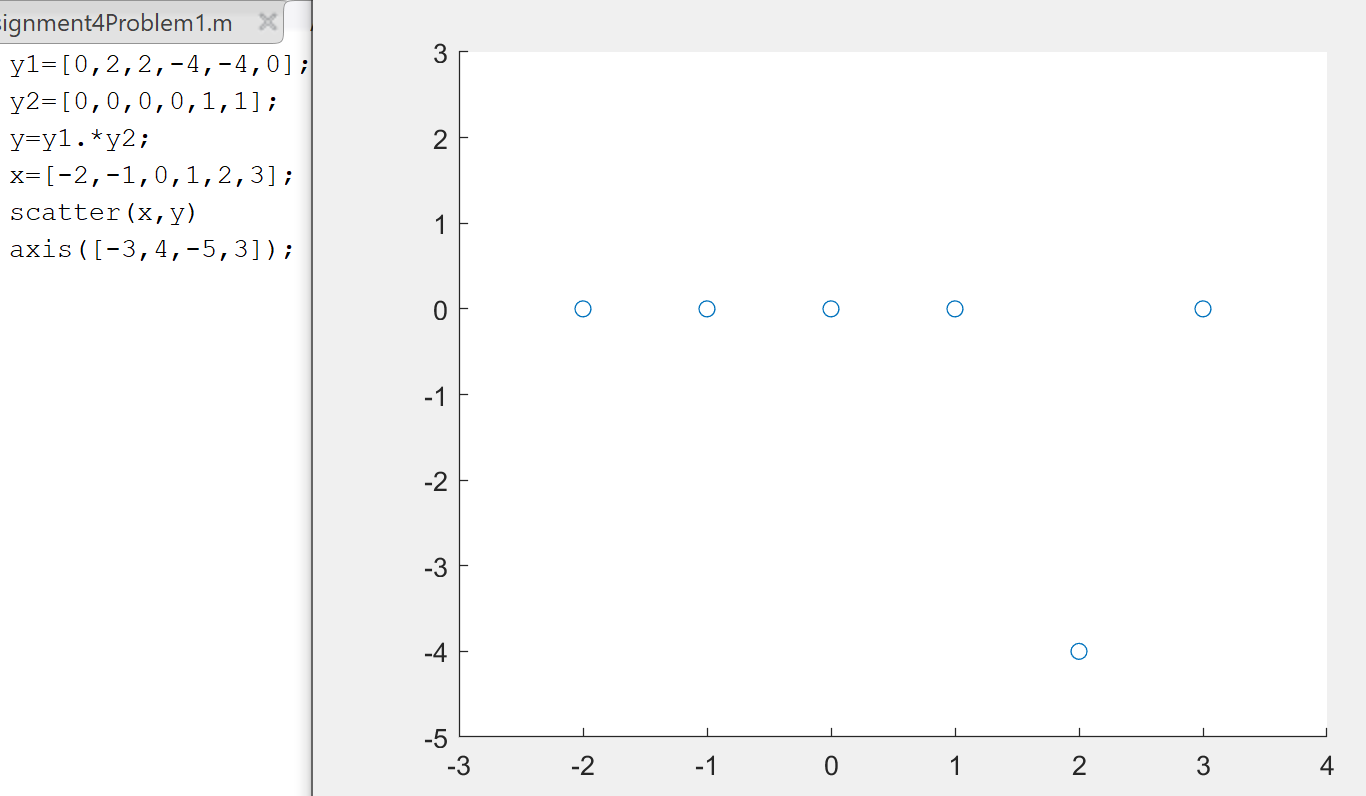 signment4Problem1.m
y1=[0,2,2,-4,-4,0];
y2=[0,0,0,0,1,1];
y=y1.*y2;
x=[-2,-1,0,1,2,3];
scatter(x,y)
axis([-3,4,-5,3]);
3
2
1
0
-1
-2
-3
-4
-5
-3 -2 -1 0 1 2 3 4